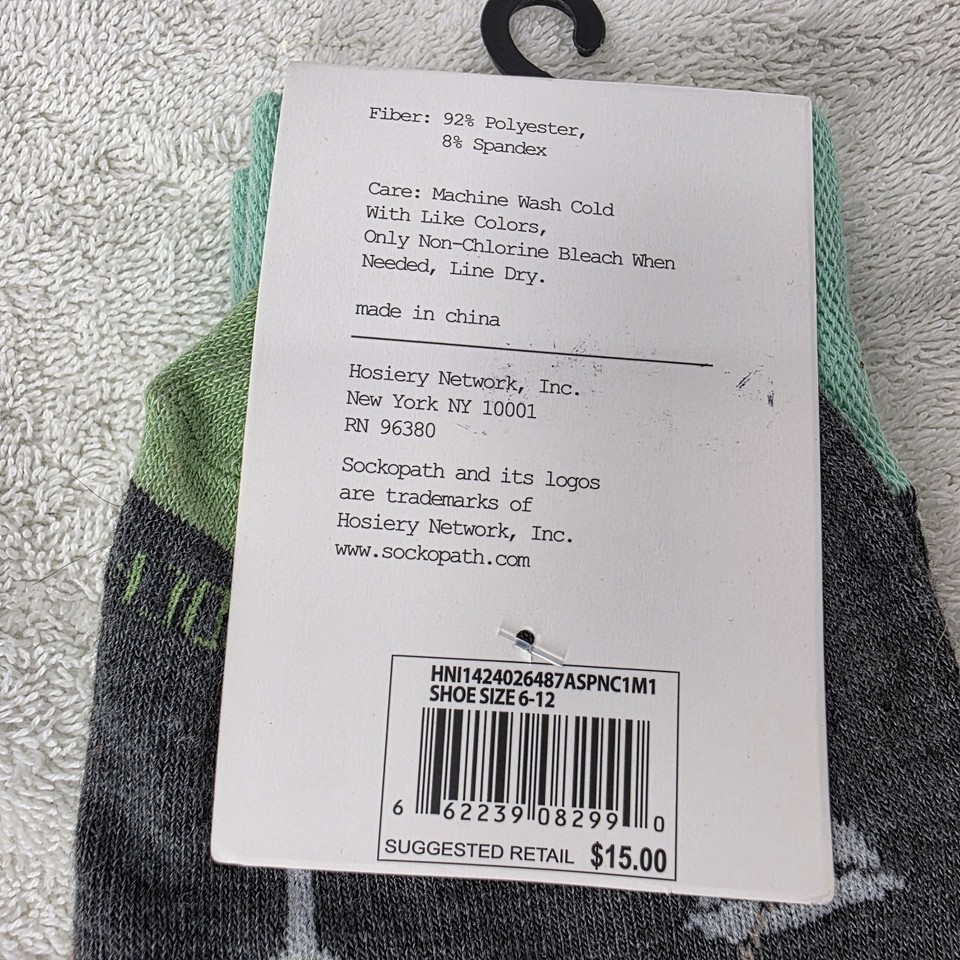 Fiber: 92% Polyester,
8% Spandex
Care: Machine Wash Cold
With Like Colors,
Only Non-Chlorine Bleach When
Needed, Line Dry.
made in china
Hosiery Network, Inc.
New York NY 10001
RN 96380
Sockopath and its logos
are trademarks of
Hosiery Network, Inc.
www.sockopath.com
HNI1424026487ASPNC1M1
SHOE SIZE 6-12
6 62239 08299 0
SUGGESTED RETAIL $15.00